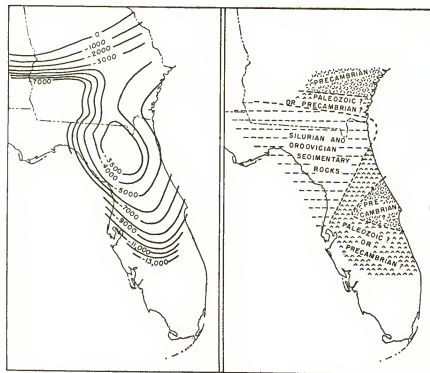 0
-1000
-2000
-3000
-7000
-3500
-4000
-5000
-7000
-9000
-11,000
-13,000
PRECAMBRIAN
PALEOZOIC ?
OR PRECAMBRIAN ?
SILURIAN AND
OROOVICIAN
SEDIMENTARY
ROCKS
PRE-
CAMBRIAN
PALEOZOIC ?
OR
PRECAMBRIAN ?